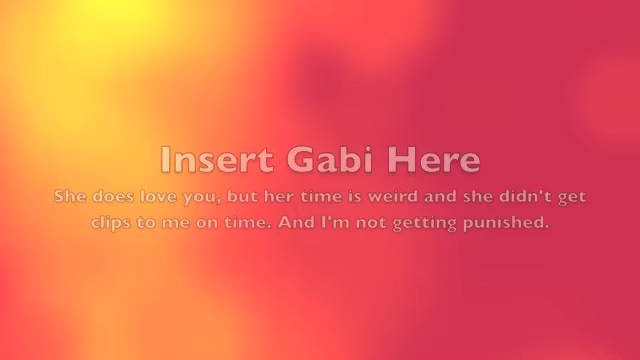 Insert Gabi Here
She does love you, but her time is weird and she didn't get
clips to me on time. And I'm not getting punished.